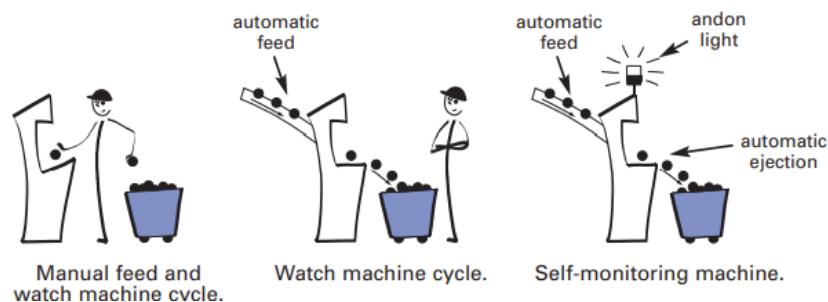 automatic
feed
automatic
feed
andon
light
automatic
ejection
Manual feed and
watch machine cycle.
Watch machine cycle.
Self-monitoring machine.